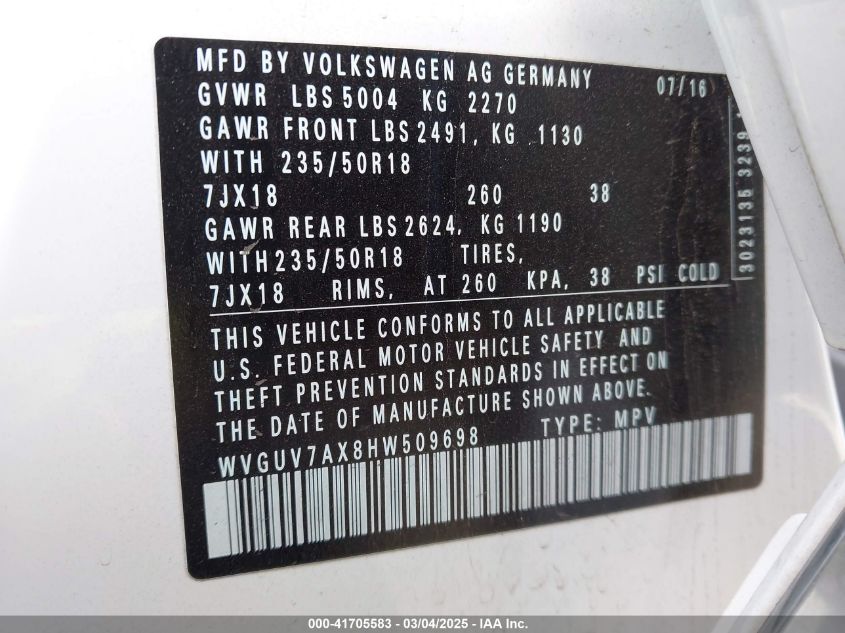 MFD BY VOLKSWAGEN AG GERMANY 07/16
GVWR LBS 5004 KG 2270
GAWR FRONT LBS 2491, KG 1130
WITH 235/50R18
7JX18 260 38
GAWR REAR LBS 2624, KG 1190
WITH 235/50R18 TIRES,
7JX18 RIMS, AT 260 KPA, 38 PSI COLD
THIS VEHICLE CONFORMS TO ALL APPLICABLE
U.S. FEDERAL MOTOR VEHICLE SAFETY AND
THEFT PREVENTION STANDARDS IN EFFECT ON
THE DATE OF MANUFACTURE SHOWN ABOVE.
WVGUV7AX8HW509698 TYPE: MPV
3023135 3239
000-41705583 - 03/04/2025 - IAA Inc.